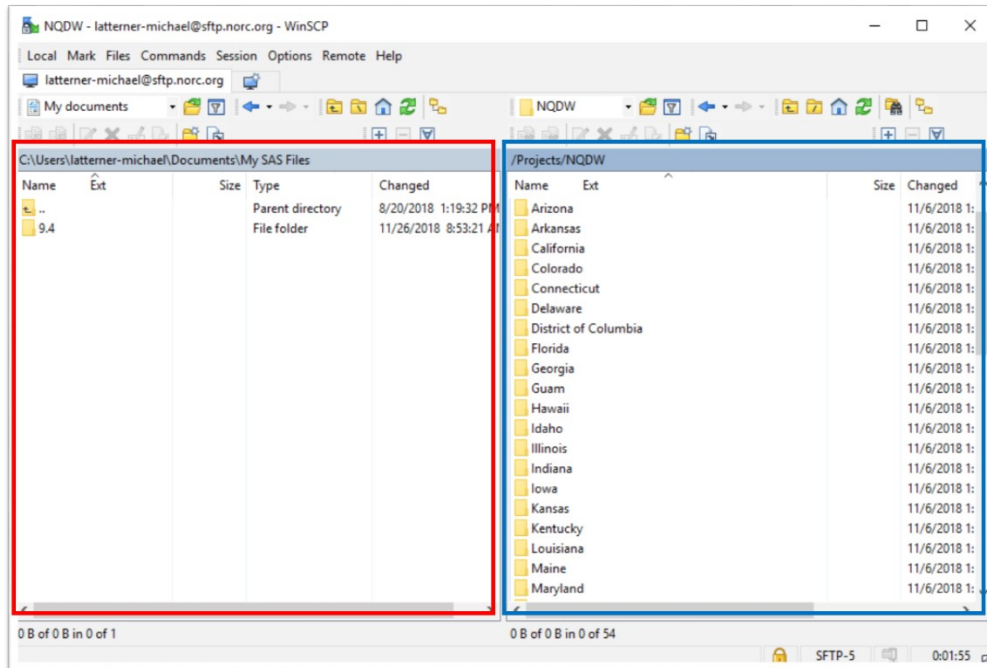 NQDW - latterner-michael@sftp.norc.org - WinSCP
Local Mark Files Commands Session Options Remote Help
latterner-michael@sftp.norc.org
My documents
NQDW
C:\Users\latterner-michael\Documents\My SAS Files
Name Ext Size Type Changed
.. Parent directory 8/20/2018 1:19:32 PM
9.4 File folder 11/26/2018 8:53:21 AM
0 B of 0 B in 0 of 1
/Projects/NQDW
Name Ext Size Changed
Arizona 11/6/2018 1:
Arkansas 11/6/2018 1:
California 11/6/2018 1:
Colorado 11/6/2018 1:
Connecticut 11/6/2018 1:
Delaware 11/6/2018 1:
District of Columbia 11/6/2018 1:
Florida 11/6/2018 1:
Georgia 11/6/2018 1:
Guam 11/6/2018 1:
Hawaii 11/6/2018 1:
Idaho 11/6/2018 1:
Illinois 11/6/2018 1:
Indiana 11/6/2018 1:
Iowa 11/6/2018 1:
Kansas 11/6/2018 1:
Kentucky 11/6/2018 1:
Louisiana 11/6/2018 1:
Maine 11/6/2018 1:
Maryland 11/6/2018 1:
0 B of 0 B in 0 of 54
SFTP-5 0:01:55